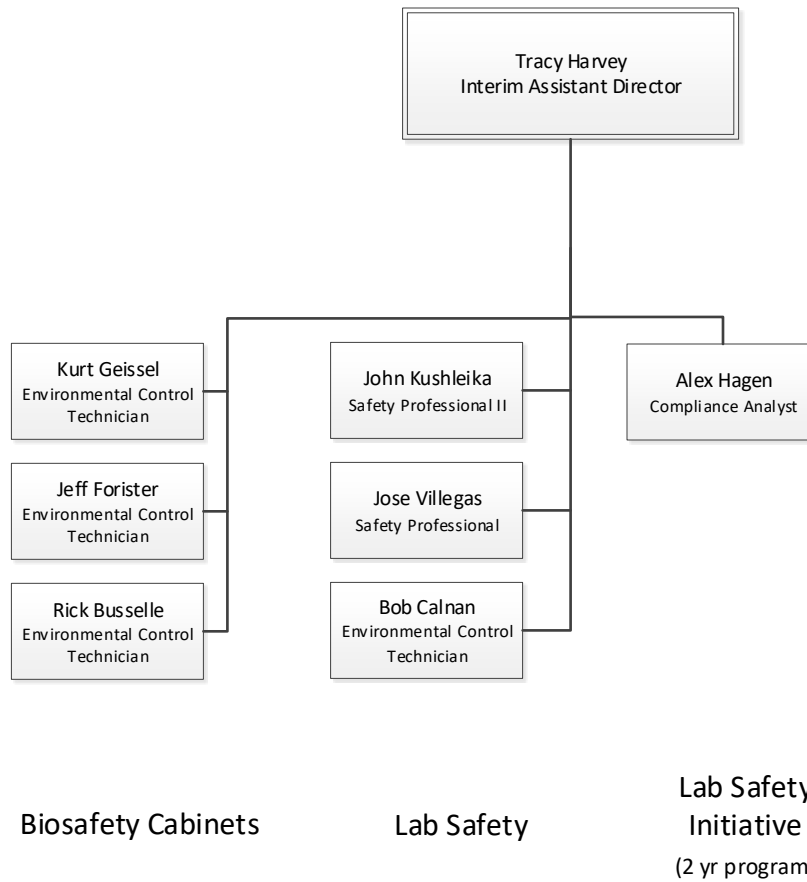 Tracy Harvey
Interim Assistant Director
Kurt Geissel
Environmental Control
Technician
Jeff Forister
Environmental Control
Technician
Rick Busselle
Environmental Control
Technician
John Kushleika
Safety Professional II
Jose Villegas
Safety Professional
Bob Calnan
Environmental Control
Technician
Alex Hagen
Compliance Analyst
Biosafety Cabinets
Lab Safety
Lab Safety
Initiative
(2 yr program